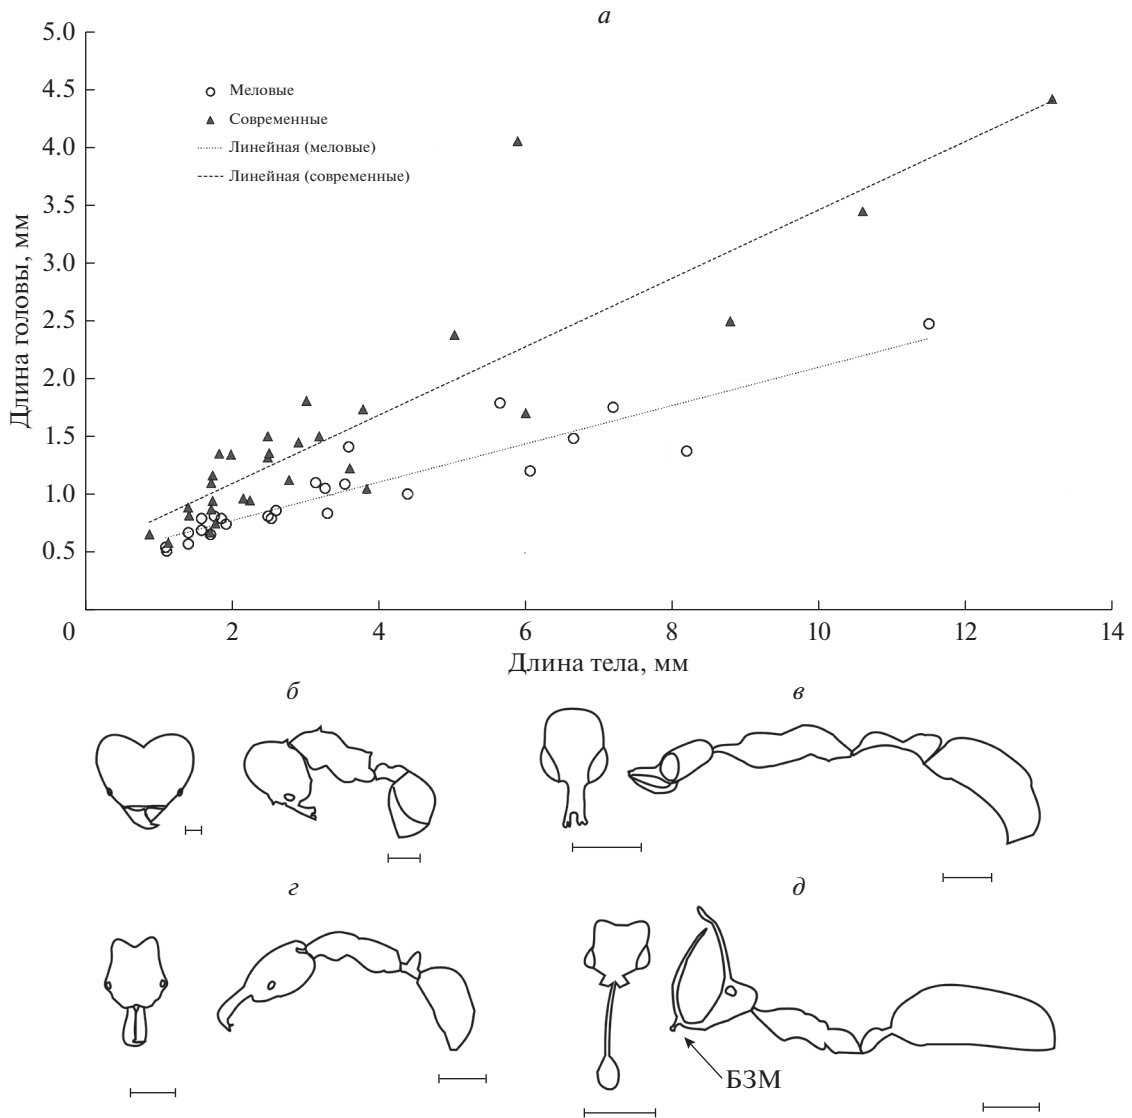 а
5.0
4.5
4.0
3.5
3.0
2.5
2.0
1.5
1.0
0.5
Длина головы, мм
Меловые
Современные
Линейная (меловые)
Линейная (современные)
0 2 4 6 8 10 12 14
Длина тела, мм
б
в
г
д
БЗМ